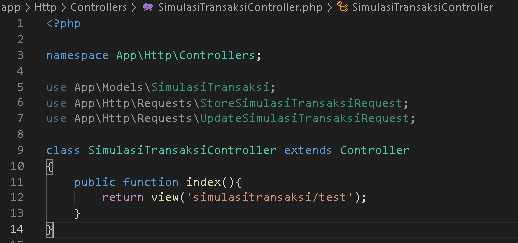 app > Http > Controllers > SimulasiTransaksiController.php > SimulasiTransaksiController
1 <?php
2
3 namespace App\Http\Controllers;
4
5 use App\Models\SimulasiTransaksi;
6 use App\Http\Requests\StoreSimulasiTransaksiRequest;
7 use App\Http\Requests\UpdateSimulasiTransaksiRequest;
8
9 class SimulasiTransaksiController extends Controller
10 {
11     public function index(){
12         return view('simulasitransaksi/test');
13     }
14 }